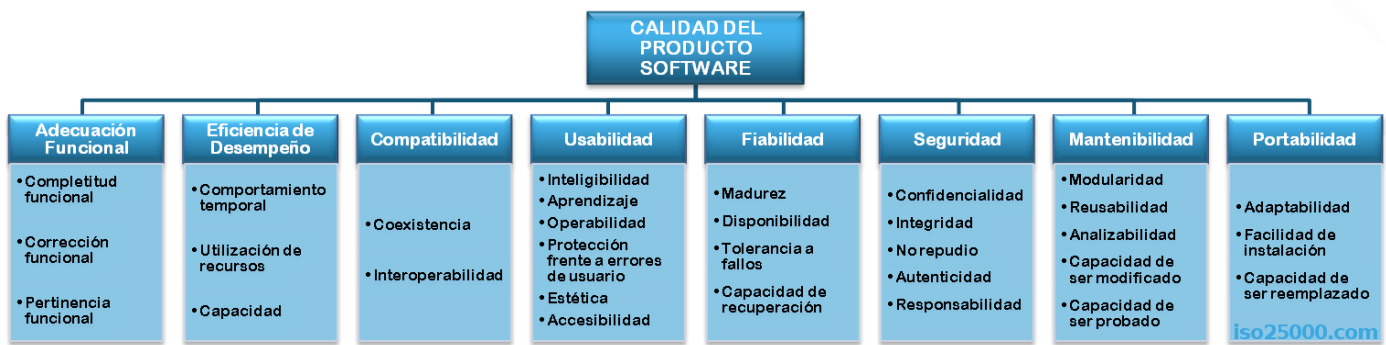 CALIDAD DEL
PRODUCTO
SOFTWARE
Adecuación
Funcional
• Completitud
funcional
• Corrección
funcional
• Pertinencia
funcional
Eficiencia de
Desempeño
• Comportamiento
temporal
• Utilización de
recursos
• Capacidad
Compatibilidad
• Coexistencia
• Interoperabilidad
Usabilidad
• Inteligibilidad
• Aprendizaje
• Operabilidad
• Protección
frente a errores
de usuario
• Estética
• Accesibilidad
Fiabilidad
• Madurez
• Disponibilidad
• Tolerancia a
fallos
• Capacidad de
recuperación
Seguridad
• Confidencialidad
• Integridad
• No repudio
• Autenticidad
• Responsabilidad
Mantenibilidad
• Modularidad
• Reusabilidad
• Analizabilidad
• Capacidad de
ser modificado
• Capacidad de
ser probado
Portabilidad
• Adaptabilidad
• Facilidad de
instalación
• Capacidad de
ser reemplazado
iso25000.com